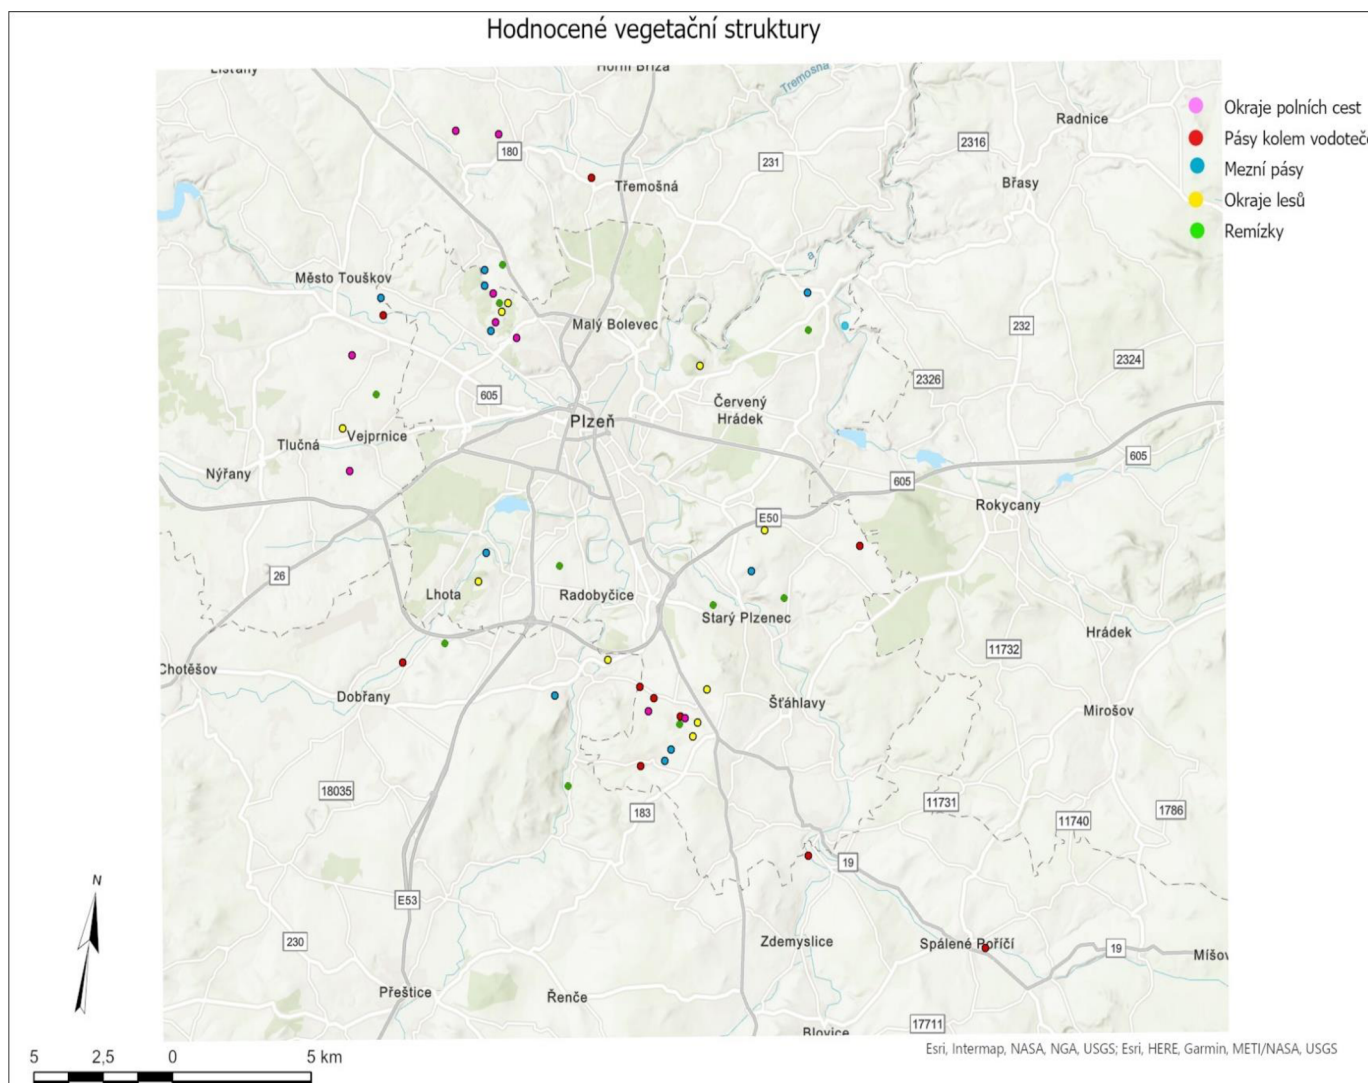 Hodnocené vegetační struktury
Okraje polních cest
Pásy kolem vodoteč
Mezní pásy
Okraje lesů
Remízky
Líšťany
Horní Bříza
Třemošná
Radnice
2316
180
231
Třemošná
Břasy
Město Touškov
Malý Bolevec
232
2324
2326
605
Červený
Hrádek
Plzeň
Tlučná
Vejprnice
Nýřany
605
605
E50
Rokycany
26
Lhota
Radobyčice
Starý Plzenec
Hrádek
11732
Chotěšov
Dobřany
Šťáhlavy
Mirošov
18035
183
11731
11740
1786
19
E53
230
Zdemyslice
Spálené Poříčí
19
Míšov
Přeštice
Řenče
17711
Blovice
N
5 2,5 0 5 km
Esri, Intermap, NASA, NGA, USGS; Esri, HERE, Garmin, METI/NASA, USGS